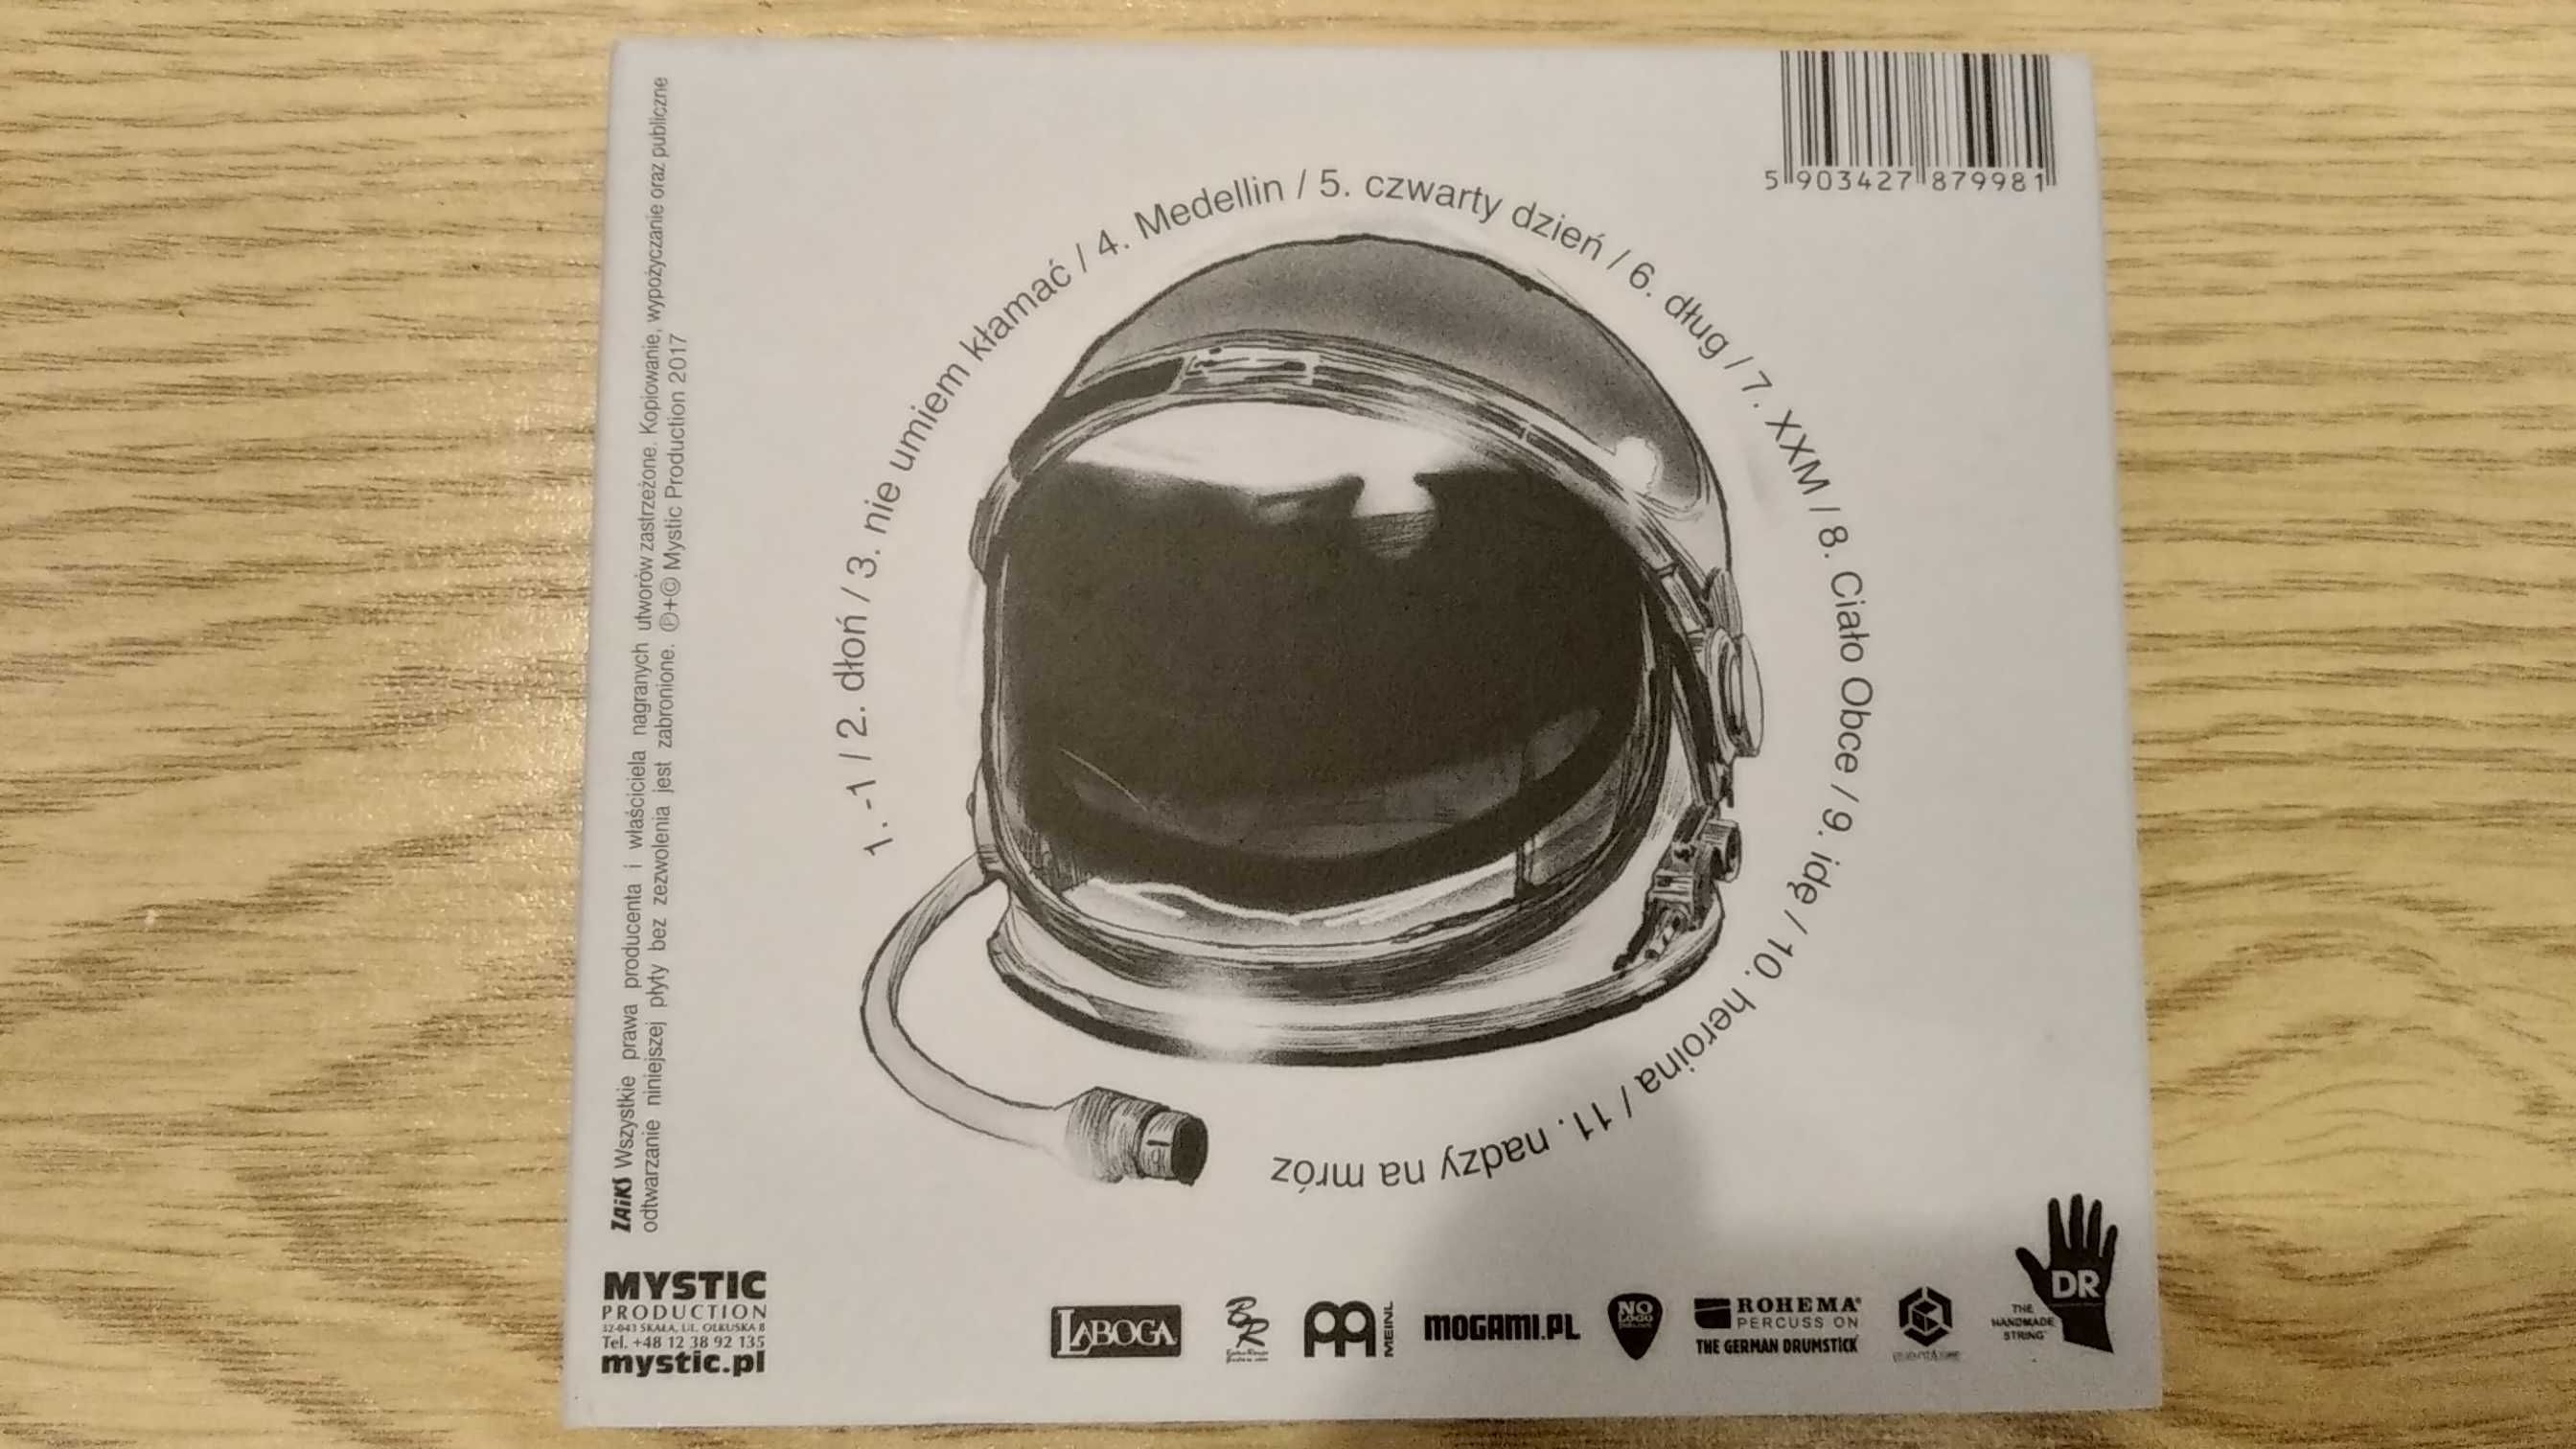 5 903427 879981
1. -1 / 2. dłoń / 3. nie umiem kłamać / 4. Medellin / 5. czwarty dzień / 6. dług / 7. XXM / 8. Ciało Obce / 9. idę / 10. heroina / 11. nadzy na mróz
ZAiKS Wszystkie prawa producenta i właściciela nagranych utworów zastrzeżone. Kopiowanie, wypożyczanie oraz publiczne
odtwarzanie niniejszej płyty bez zezwolenia jest zabronione. Ⓟ+© Mystic Production 2017
MYSTIC
PRODUCTION
32-043 SKAŁA, UL. OLKUSKA 8
Tel. +48 12 38 92 135
mystic.pl
LABOGA
BR
MEINL
MOGAMI.PL
NO
LOGO
ROHEMA®
PERCUSSION
THE GERMAN DRUMSTICK
DR
THE
HANDMADE
STRING™